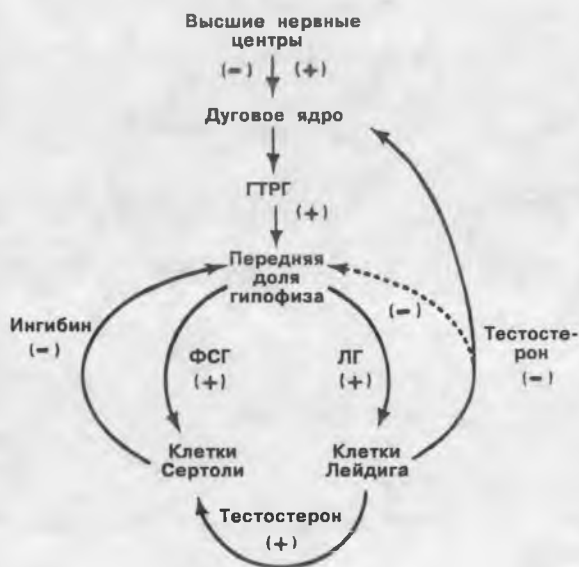 Высшие нервные
центры
(−) (+)
Дуговое ядро
ГТРГ
(+)
Передняя
доля
гипофиза
(−)
Ингибин
(−)
ФСГ
(+)
ЛГ
(+)
Тестосте-
рон
(−)
Клетки
Сертоли
Клетки
Лейдига
Тестостерон
(+)